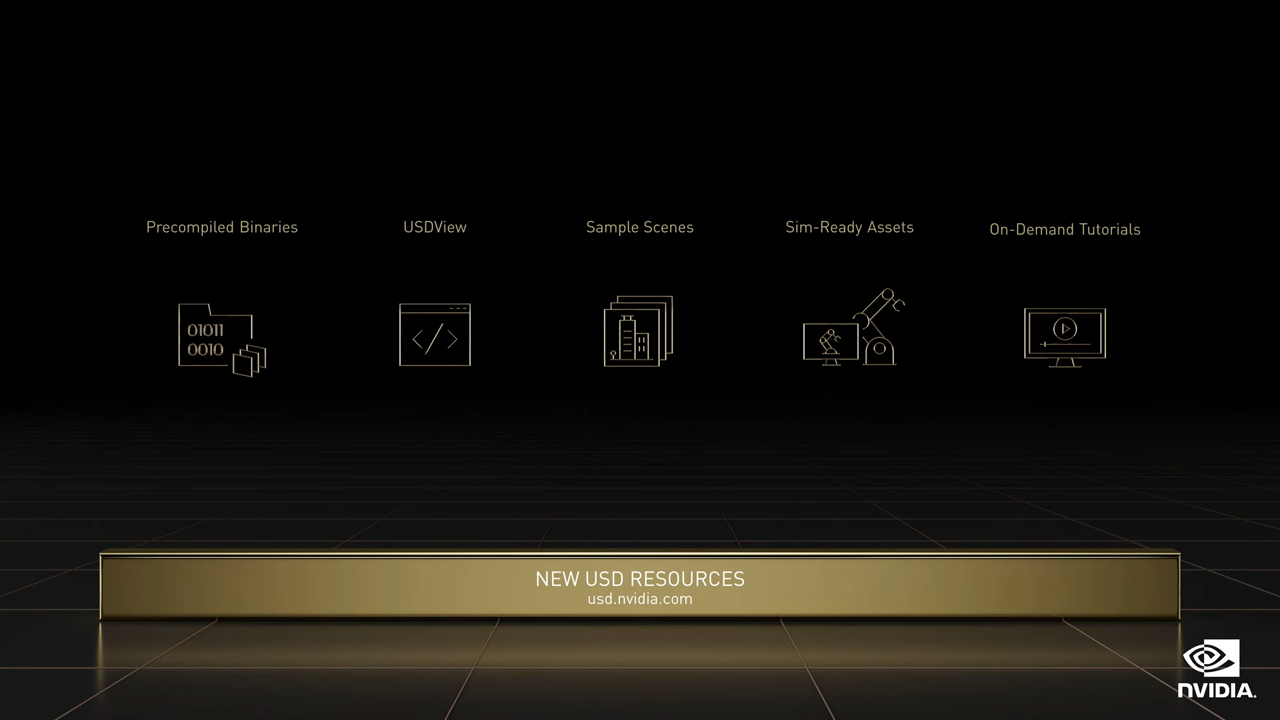 Precompiled Binaries
USDView
Sample Scenes
Sim-Ready Assets
On-Demand Tutorials
01011
0010
</>
NEW USD RESOURCES
usd.nvidia.com
NVIDIA.